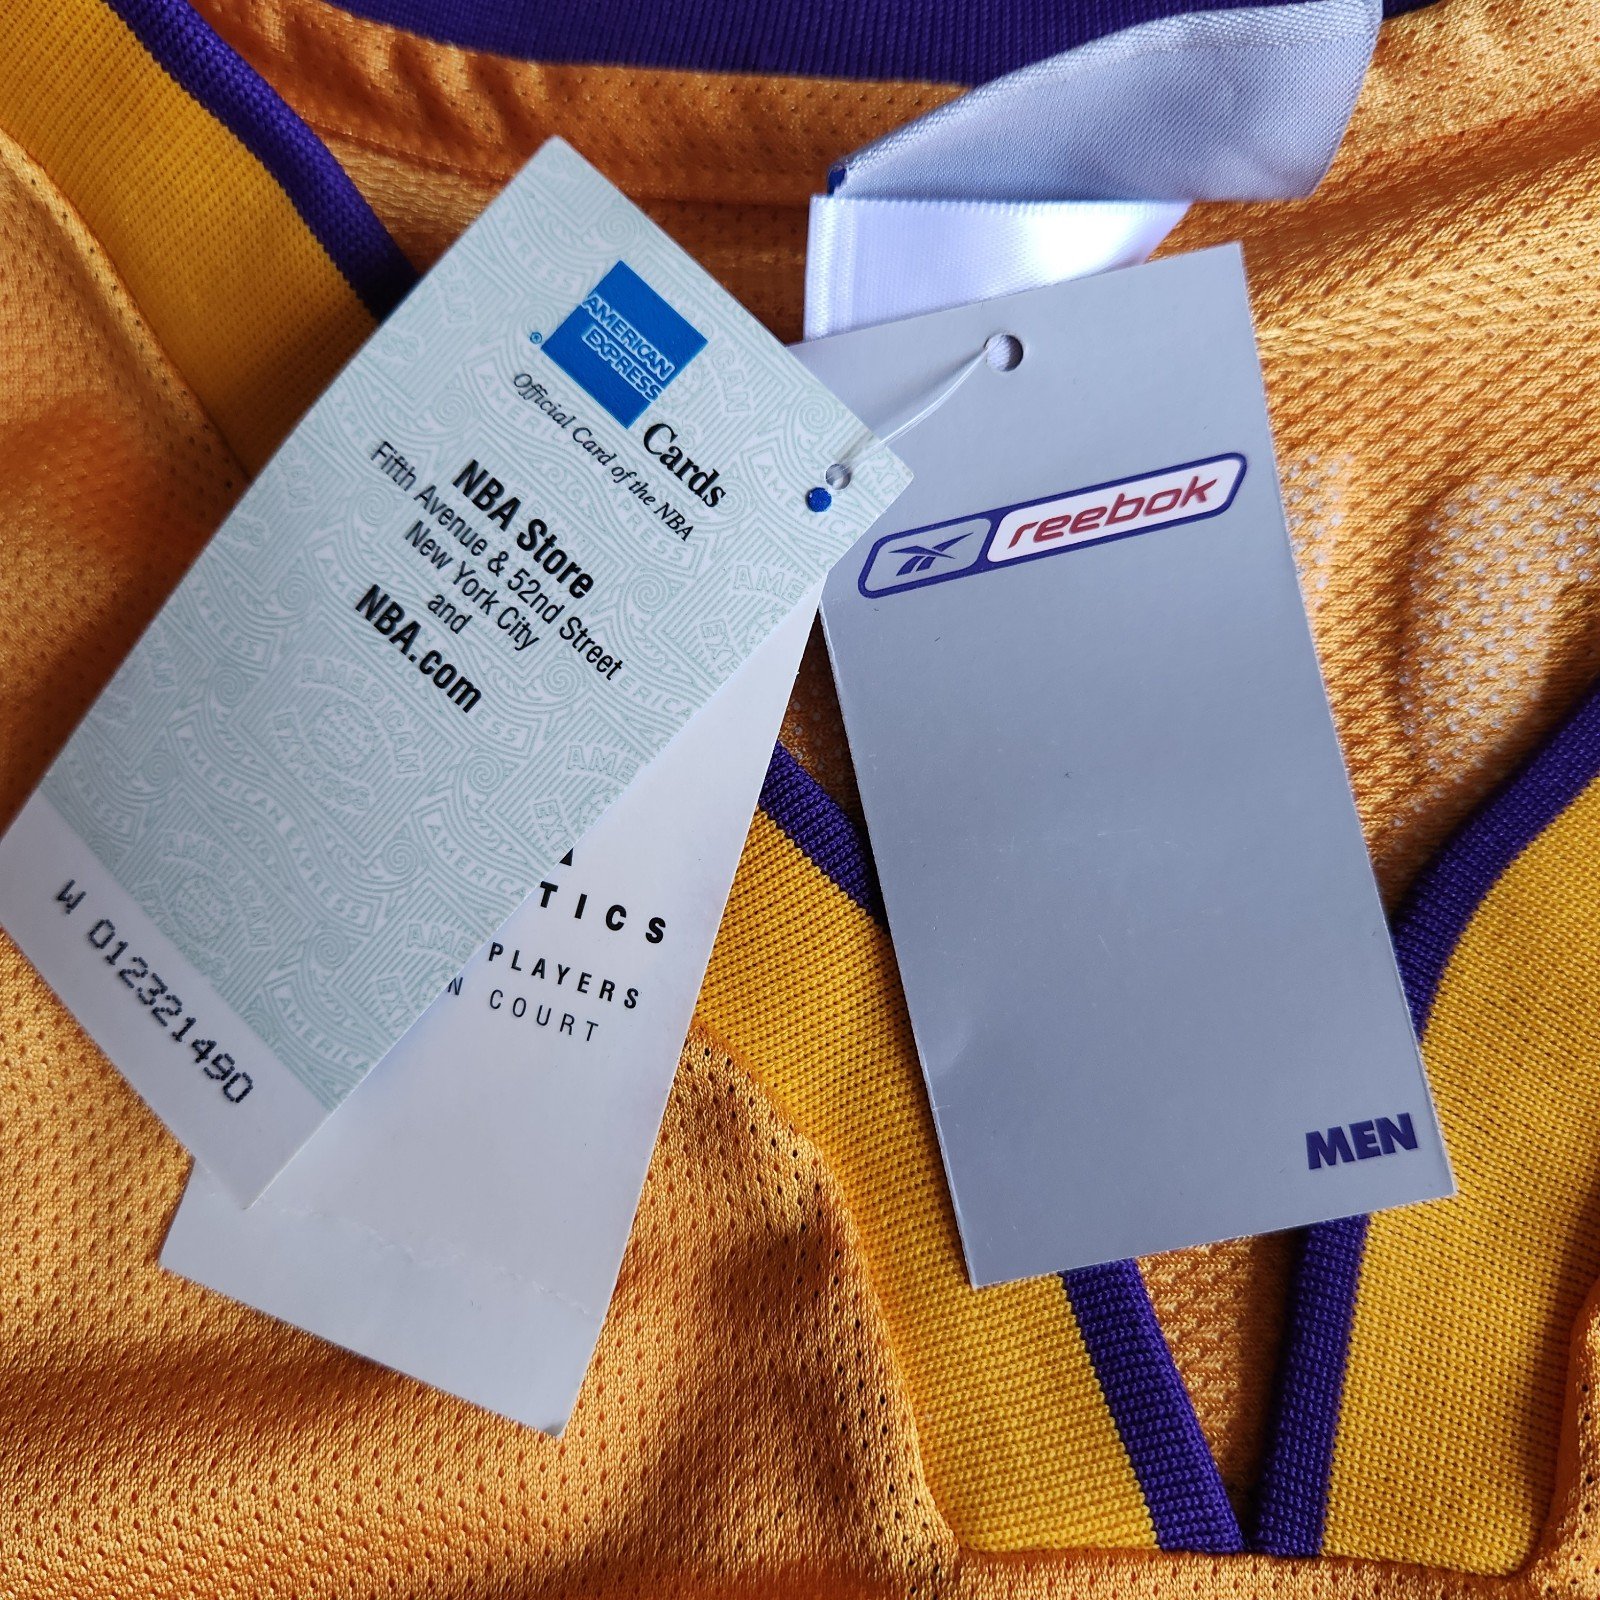 AMERICAN
EXPRESS
®
Cards
Official Card of the NBA
NBA Store
Fifth Avenue & 52nd Street
New York City
and
NBA.com
W 012321490
TICS
PLAYERS
N COURT
Reebok
MEN